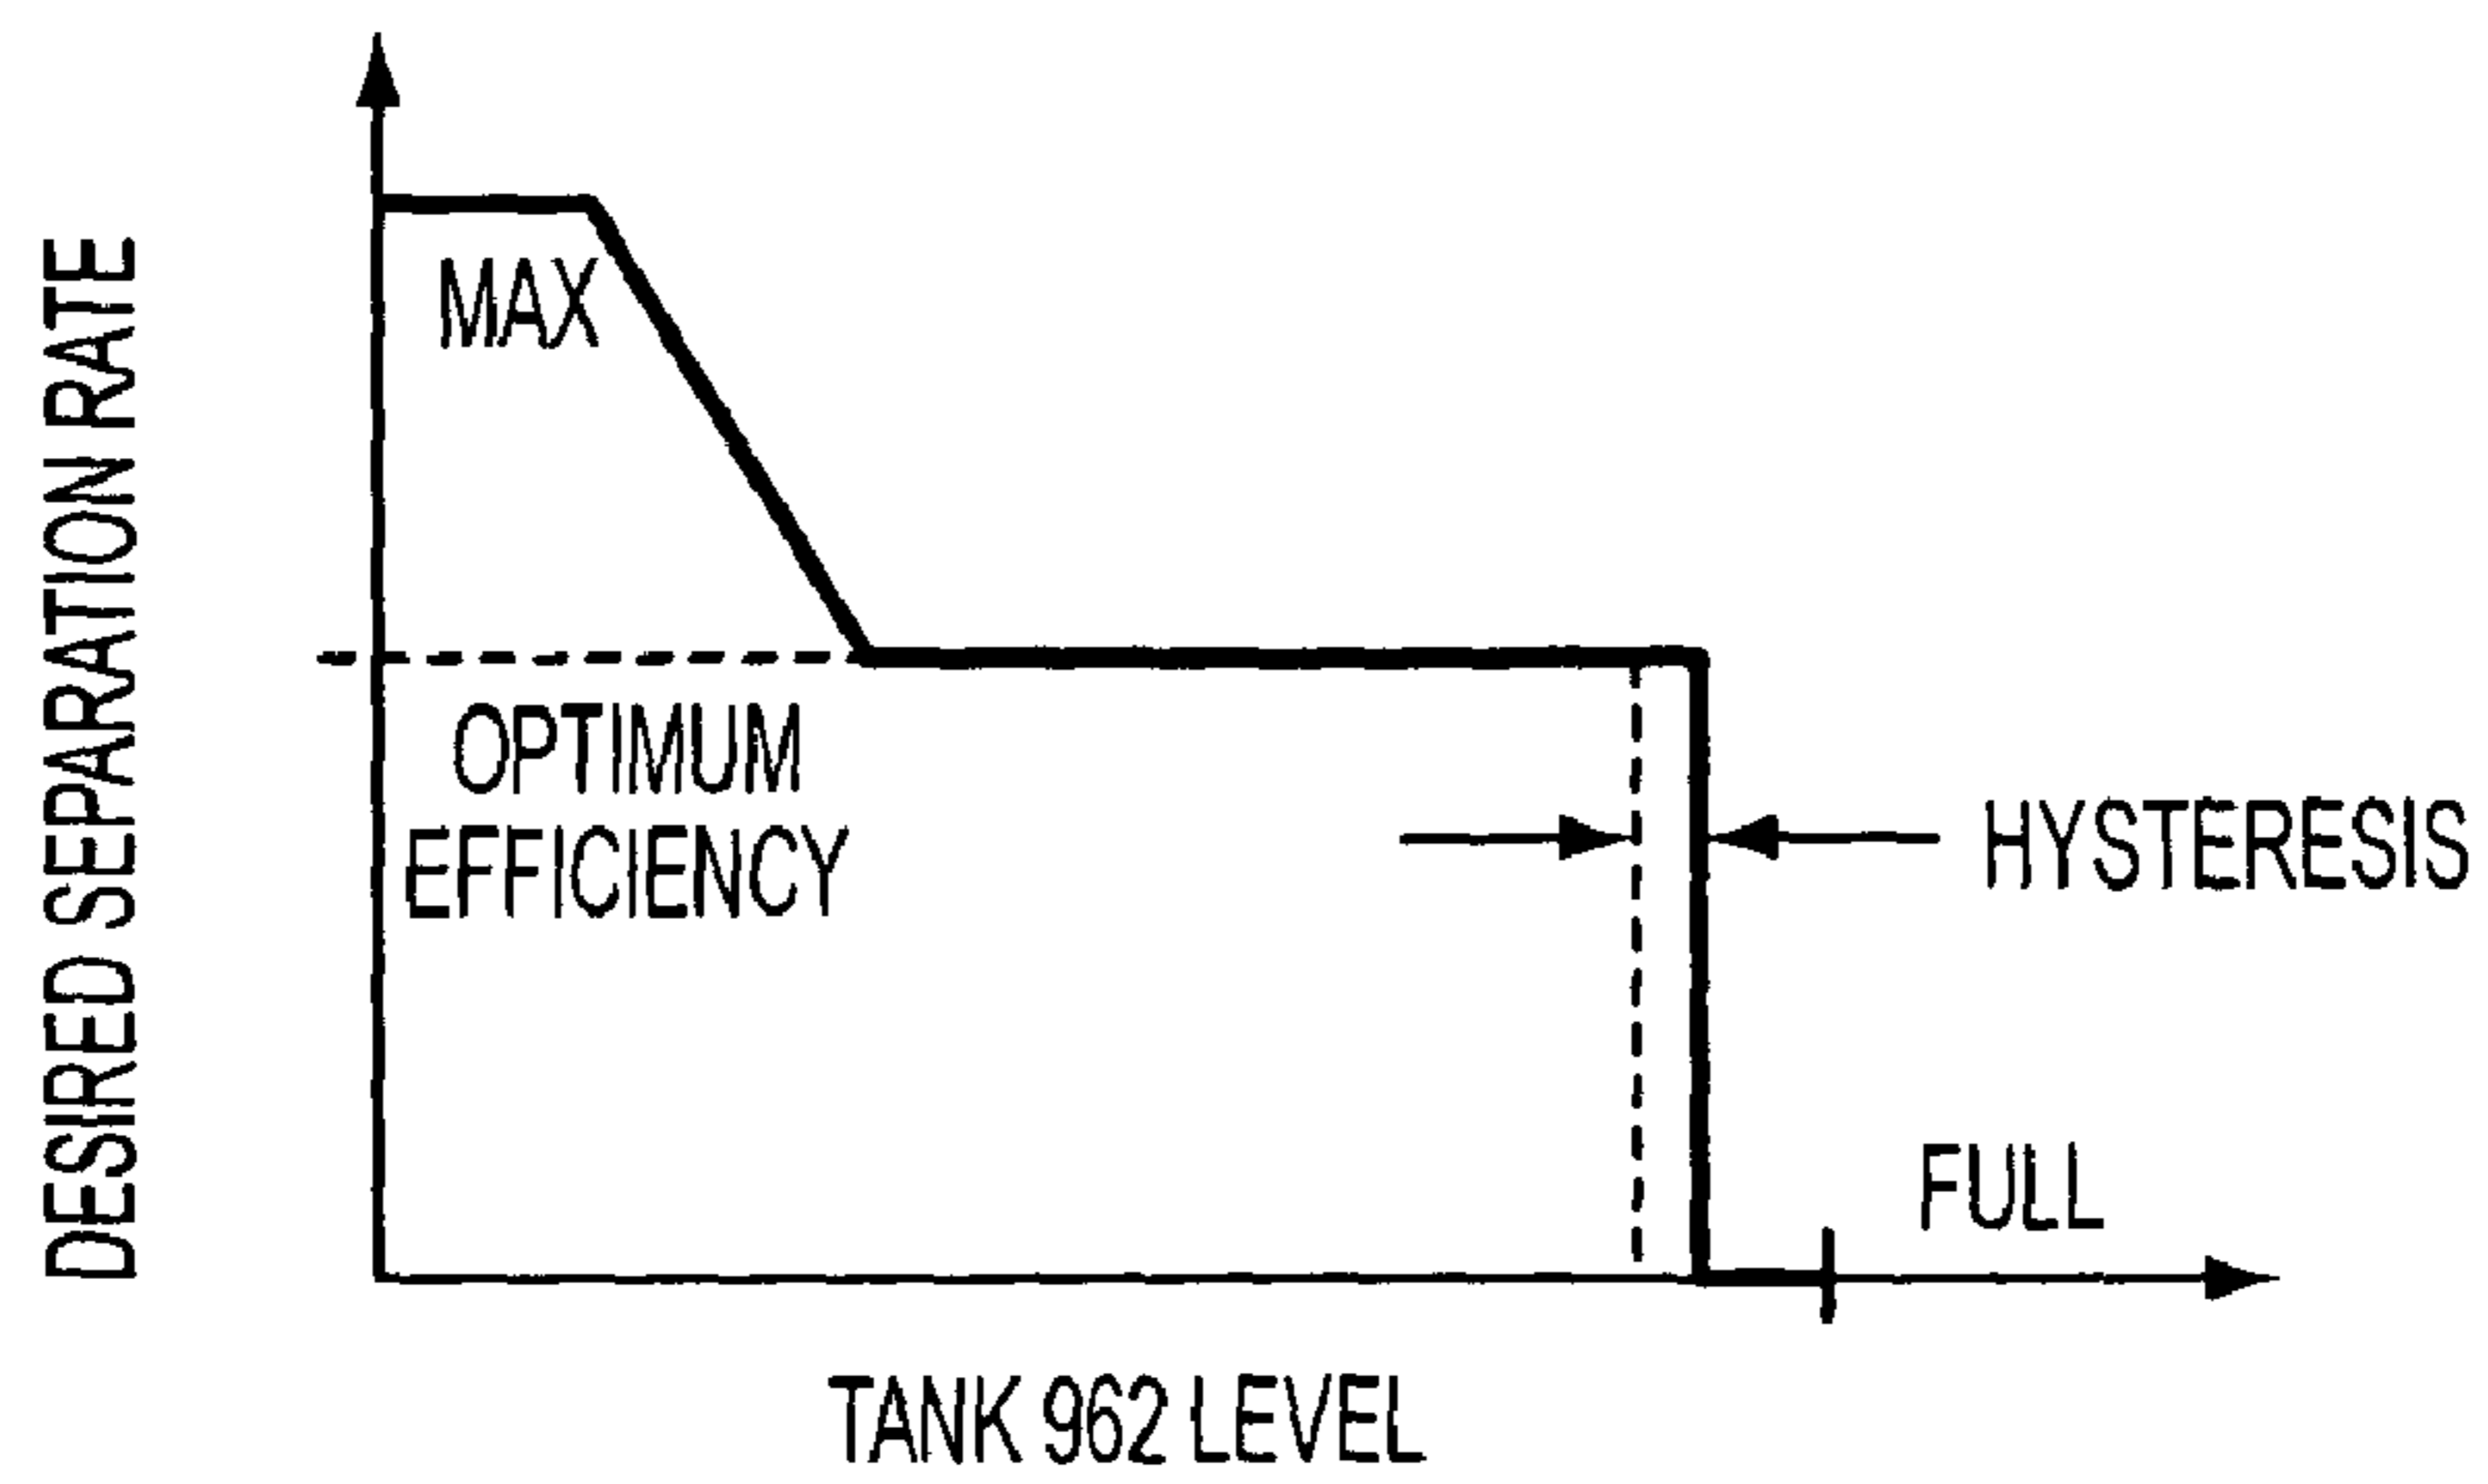 DESIRED SEPARATION RATE
MAX
OPTIMUM
EFFICIENCY
HYSTERESIS
FULL
TANK 962 LEVEL